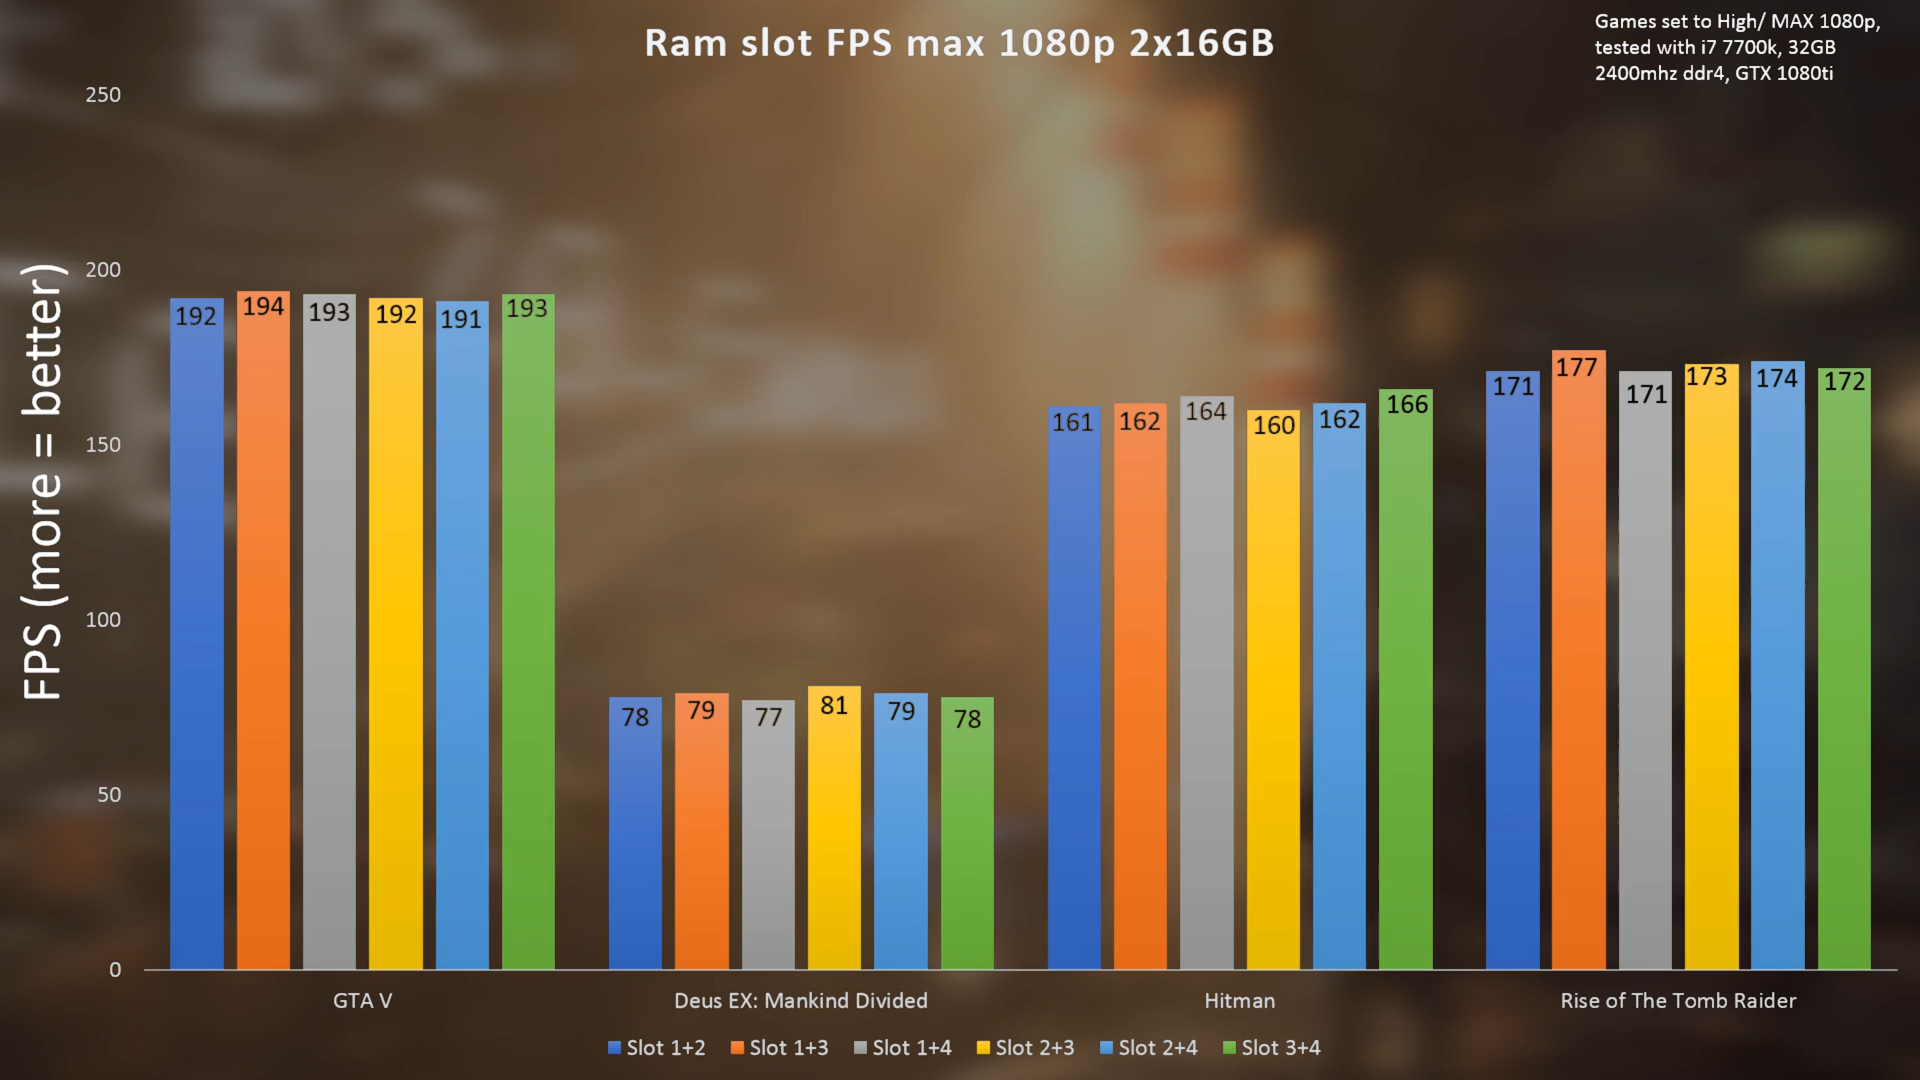 Ram slot FPS max 1080p 2x16GB
Games set to High/ MAX 1080p,
tested with i7 7700k, 32GB
2400mhz ddr4, GTX 1080ti
FPS (more = better)
250
200
150
100
50
0
192 194 193 192 191 193
78 79 77 81 79 78
161 162 164 160 162 166
171 177 171 173 174 172
GTA V
Deus EX: Mankind Divided
Hitman
Rise of The Tomb Raider
Slot 1+2 Slot 1+3 Slot 1+4 Slot 2+3 Slot 2+4 Slot 3+4